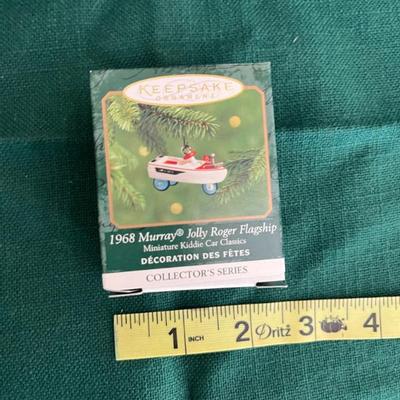 KEEPSAKE
ORNAMENT
1968 Murray® Jolly Roger Flagship
Miniature Kiddie Car Classics
DÉCORATION DES FÊTES
COLLECTOR'S SERIES
1 INCH 2 Dritz 3 4